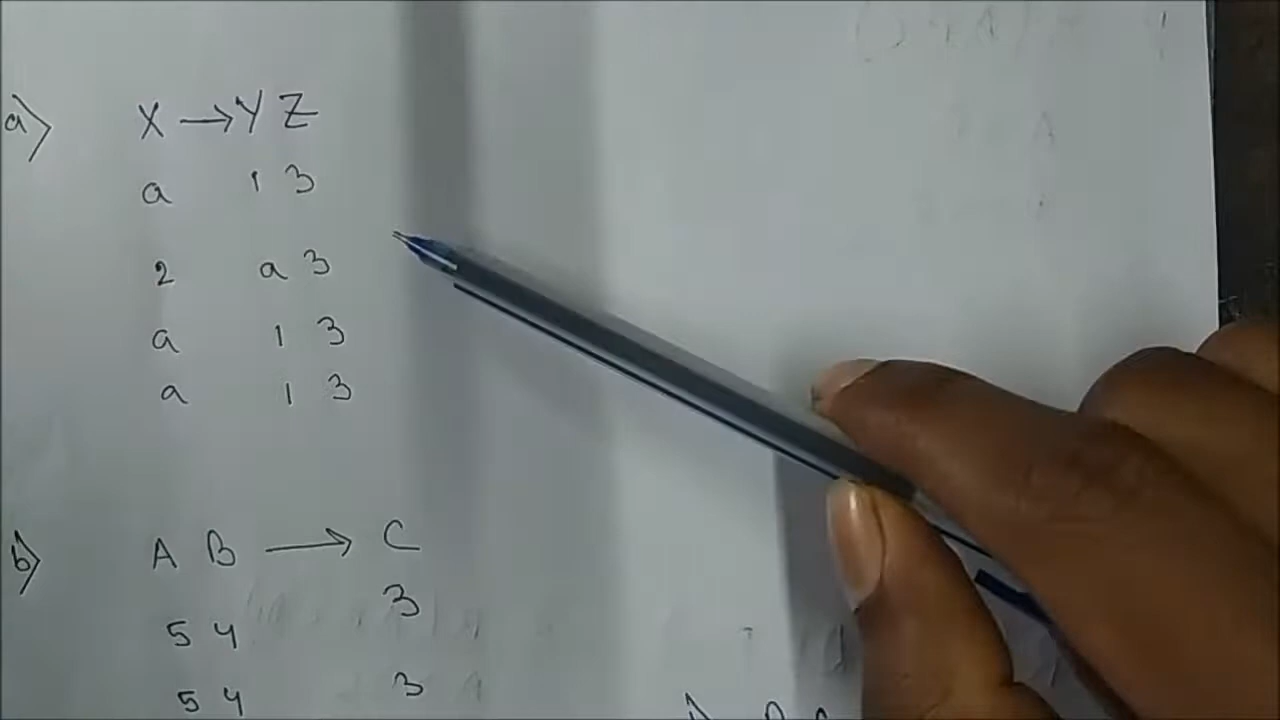 a) X → Y Z
a 1 3
2 a 3
a 1 3
a 1 3
b) A B → C
5 4 3
5 4 3